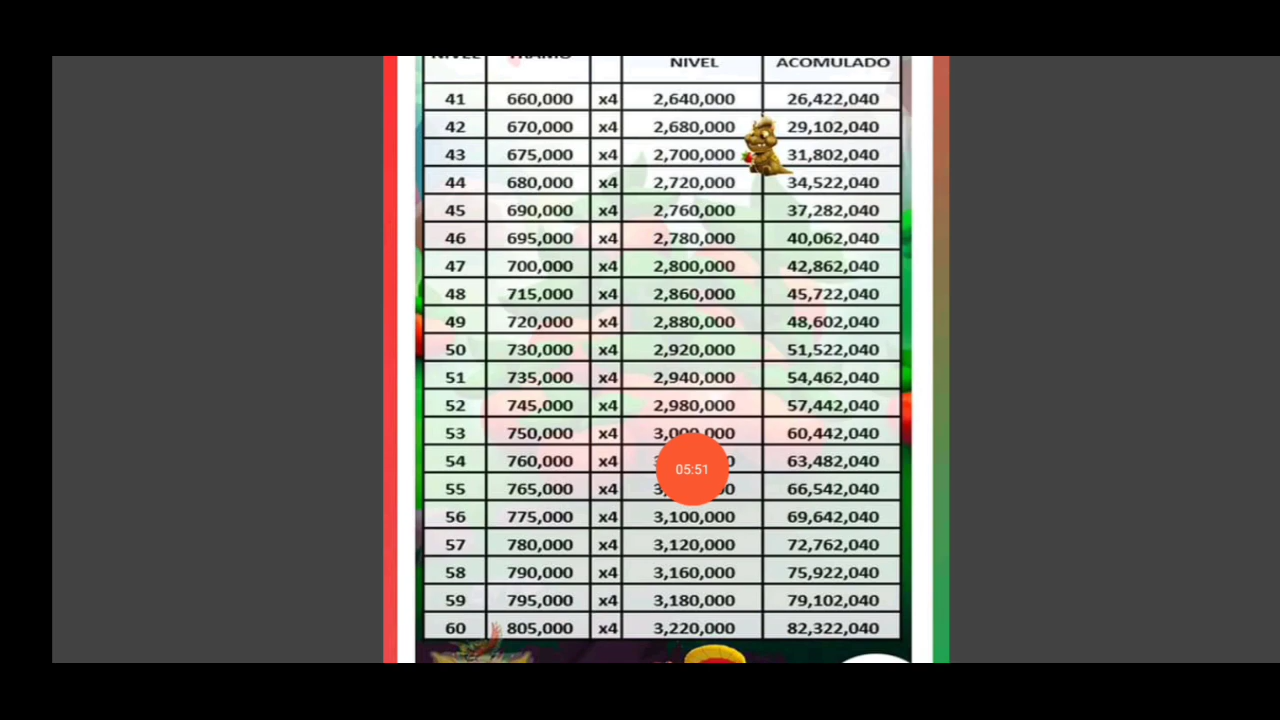 NIVEL TRAMO NIVEL ACOMULADO
41 660,000 x4 2,640,000 26,422,040
42 670,000 x4 2,680,000 29,102,040
43 675,000 x4 2,700,000 31,802,040
44 680,000 x4 2,720,000 34,522,040
45 690,000 x4 2,760,000 37,282,040
46 695,000 x4 2,780,000 40,062,040
47 700,000 x4 2,800,000 42,862,040
48 715,000 x4 2,860,000 45,722,040
49 720,000 x4 2,880,000 48,602,040
50 730,000 x4 2,920,000 51,522,040
51 735,000 x4 2,940,000 54,462,040
52 745,000 x4 2,980,000 57,442,040
53 750,000 x4 3,000,000 60,442,040
54 760,000 x4 63,482,040
05:51
55 765,000 x4 66,542,040
56 775,000 x4 3,100,000 69,642,040
57 780,000 x4 3,120,000 72,762,040
58 790,000 x4 3,160,000 75,922,040
59 795,000 x4 3,180,000 79,102,040
60 805,000 x4 3,220,000 82,322,040